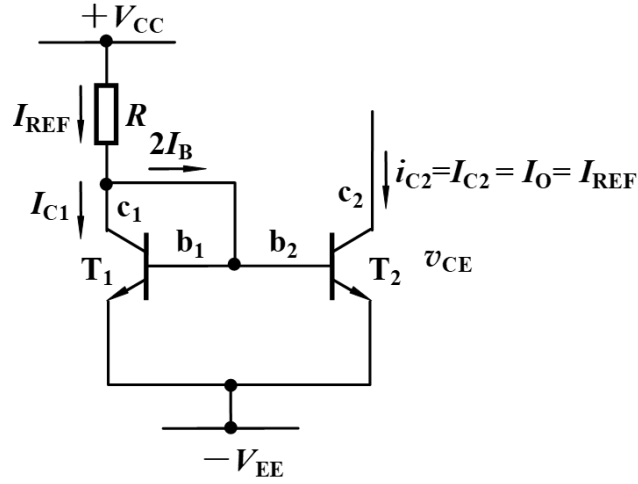 +V_CC
I_REF
R
2I_B
I_C1
c_1
c_2
i_C2=I_C2=I_O=I_REF
T_1
b_1
b_2
T_2
v_CE
−V_EE